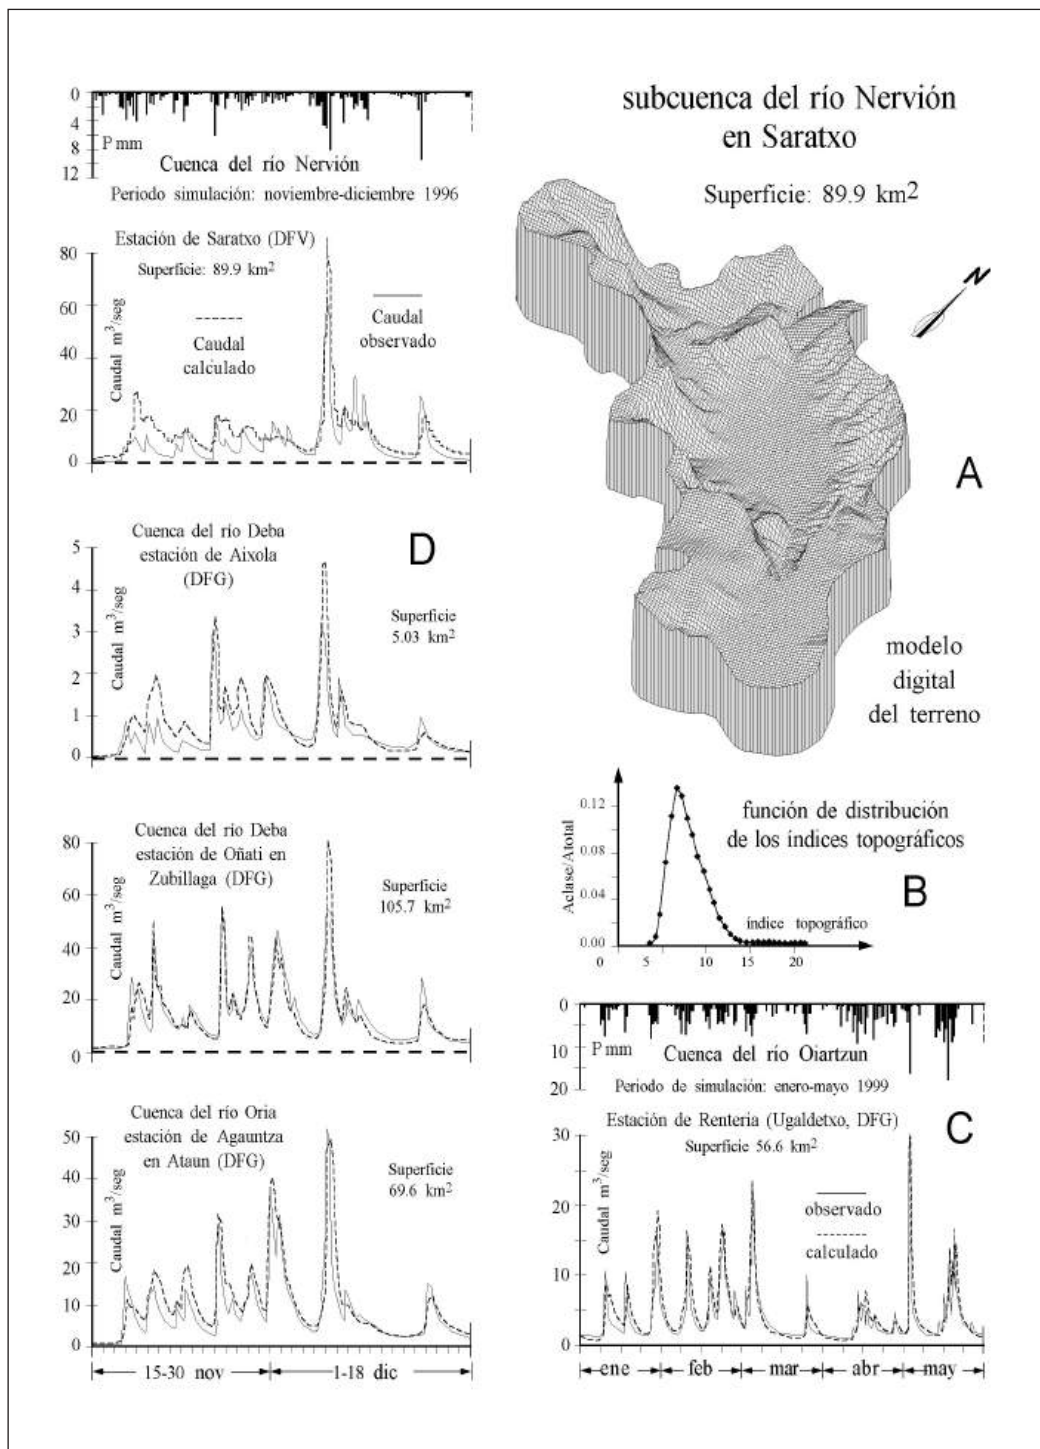 0
4
8
12
P mm
Cuenca del río Nervión
Periodo simulación: noviembre-diciembre 1996
Estación de Saratxo (DFV)
Superficie: 89.9 km2
80
60
40
20
0
Caudal m3/seg
Caudal
calculado
Caudal
observado
Cuenca del río Deba
estación de Aixola
(DFG)
D
Superficie
5.03 km2
5
4
3
2
1
0
Caudal m3/seg
Cuenca del río Deba
estación de Oñati en
Zubillaga (DFG)
Superficie
105.7 km2
80
60
40
20
0
Caudal m3/seg
Cuenca del río Oria
estación de Agauntza
en Ataun (DFG)
Superficie
69.6 km2
50
40
30
20
10
0
Caudal m3/seg
15-30 nov
1-18 dic
subcuenca del río Nervión
en Saratxo
Superficie: 89.9 km2
N
A
modelo
digital
del terreno
función de distribución
de los índices topográficos
B
Aclase/Atotal
0.12
0.08
0.04
0.00
índice topográfico
0 5 10 15 20
0
5
10
15
20
P mm
Cuenca del río Oiartzun
Periodo de simulación: enero-mayo 1999
Estación de Renteria (Ugaldetxo, DFG)
C
Superficie 56.6 km2
30
20
10
0
Caudal m3/seg
observado
calculado
ene feb mar abr may